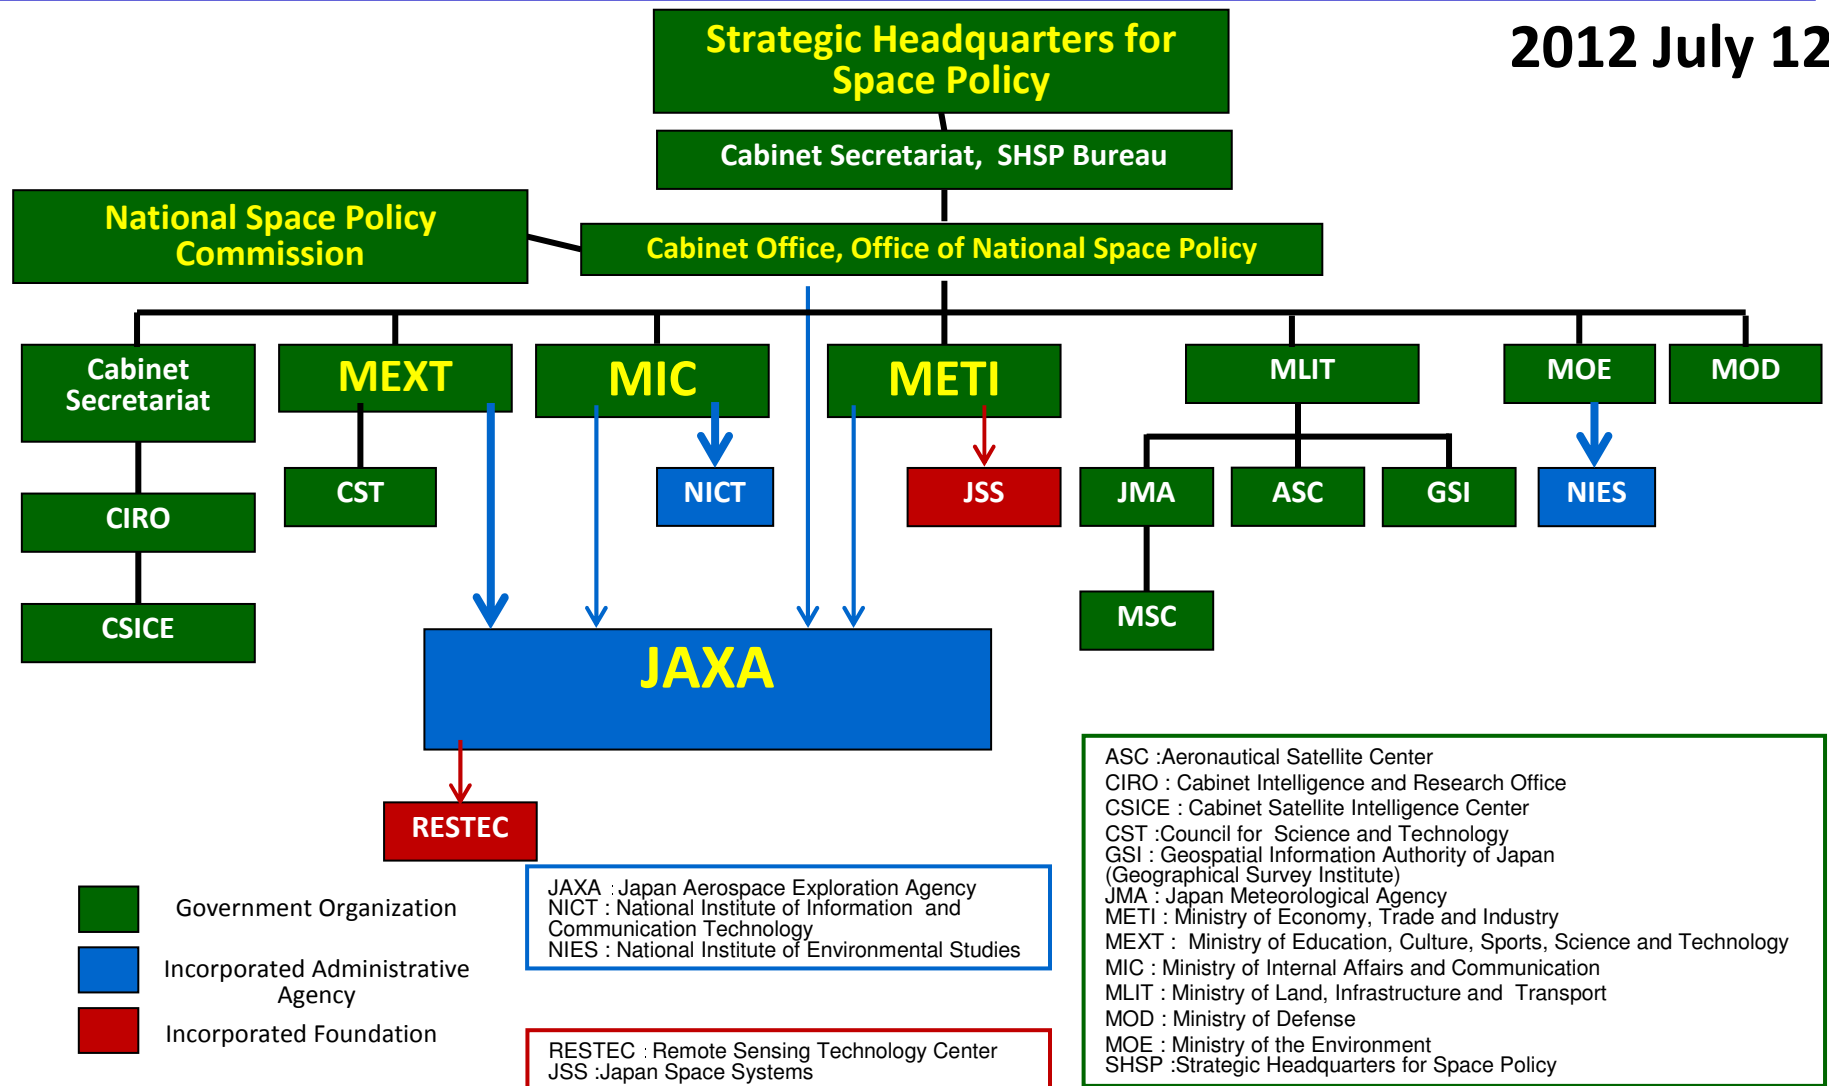 Strategic Headquarters for
Space Policy
2012 July 12
Cabinet Secretariat, SHSP Bureau
National Space Policy
Commission
Cabinet Office, Office of National Space Policy
Cabinet
Secretariat
MEXT
MIC
METI
MLIT
MOE
MOD
CIRO
CST
NICT
JSS
JMA
ASC
GSI
NIES
CSICE
MSC
JAXA
RESTEC
Government Organization
Incorporated Administrative
Agency
Incorporated Foundation
JAXA : Japan Aerospace Exploration Agency
NICT : National Institute of Information and
Communication Technology
NIES : National Institute of Environmental Studies
RESTEC : Remote Sensing Technology Center
JSS :Japan Space Systems
ASC :Aeronautical Satellite Center
CIRO : Cabinet Intelligence and Research Office
CSICE : Cabinet Satellite Intelligence Center
CST :Council for Science and Technology
GSI : Geospatial Information Authority of Japan
(Geographical Survey Institute)
JMA : Japan Meteorological Agency
METI : Ministry of Economy, Trade and Industry
MEXT : Ministry of Education, Culture, Sports, Science and Technology
MIC : Ministry of Internal Affairs and Communication
MLIT : Ministry of Land, Infrastructure and Transport
MOD : Ministry of Defense
MOE : Ministry of the Environment
SHSP :Strategic Headquarters for Space Policy